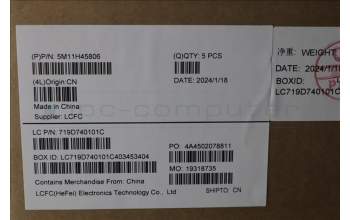 (P)P/N: 5M11H45806
(Q)QTY: 5 PCS
净重: WEIGHT
(4L)Origin:CN
DATE: 2024/1/18
DATE: 2024/1/18
Made in China
Supplier: LCFC
BOXID:
LC719D740101C
LC P/N: 719D740101C
PO: 4A4502078811
BOX ID: LC719D740101C403453404
MO: 19318735
Contains Merchandise From: China
LCFC(HeFei) Electronics Technology Co., Ltd
SHIPTO: CN